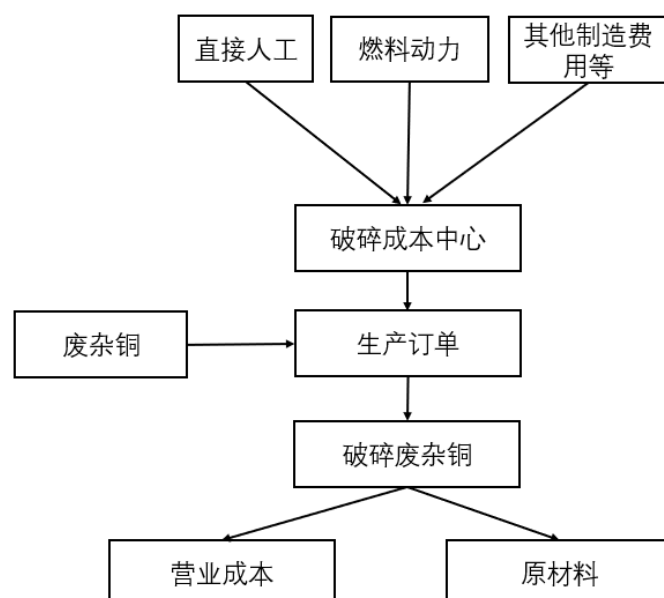 直接人工
燃料动力
其他制造费
用等
破碎成本中心
废杂铜
生产订单
破碎废杂铜
营业成本
原材料